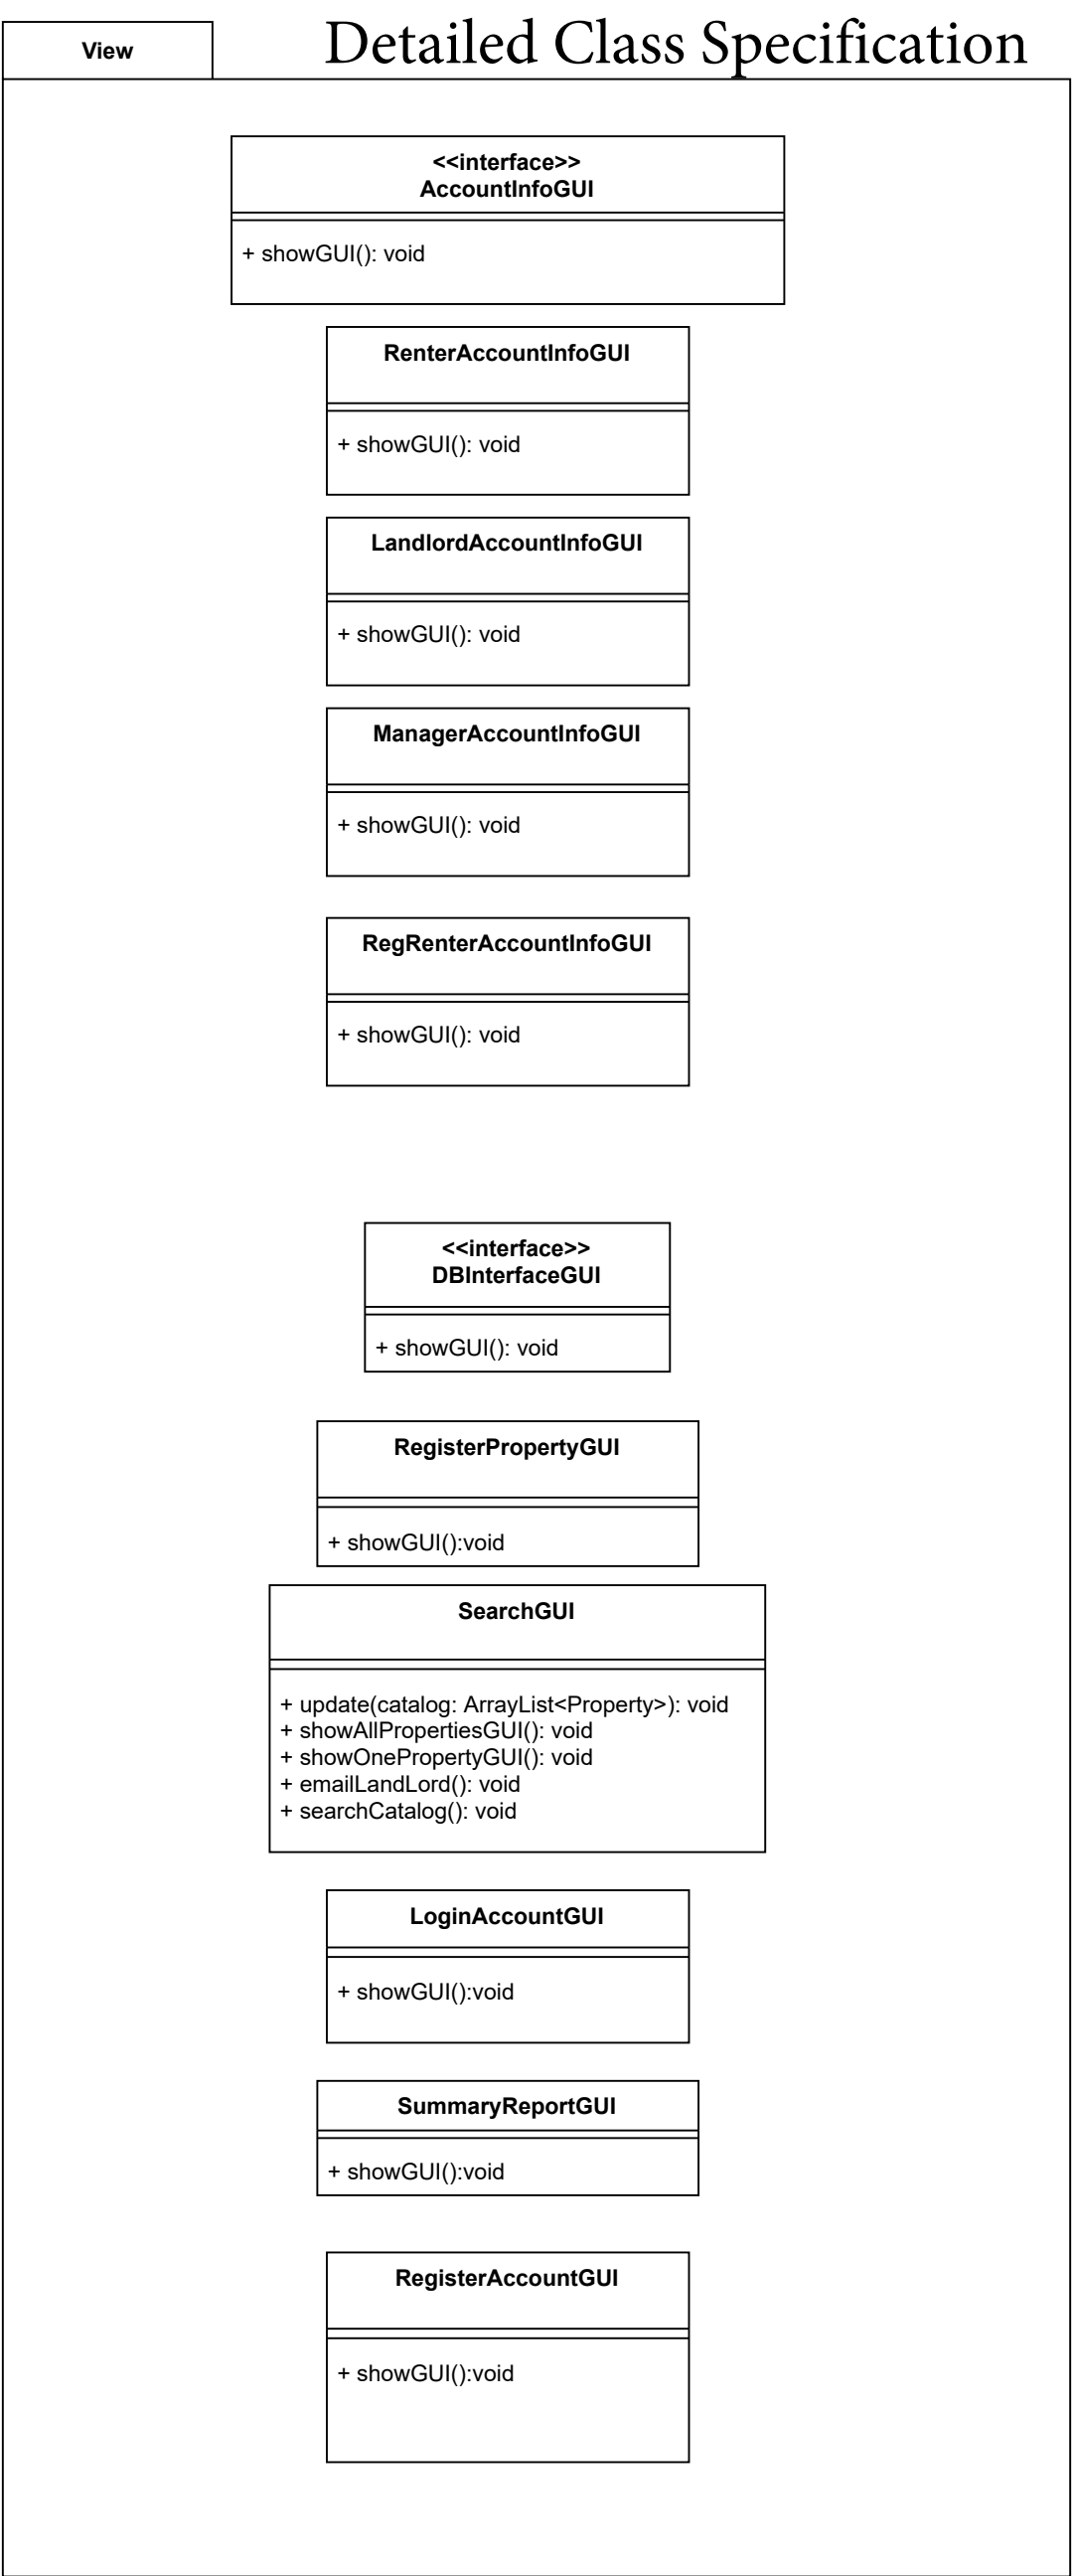 View
Detailed Class Specification
<<interface>>
AccountInfoGUI
+ showGUI(): void
RenterAccountInfoGUI
+ showGUI(): void
LandlordAccountInfoGUI
+ showGUI(): void
ManagerAccountInfoGUI
+ showGUI(): void
RegRenterAccountInfoGUI
+ showGUI(): void
<<interface>>
DBInterfaceGUI
+ showGUI(): void
RegisterPropertyGUI
+ showGUI():void
SearchGUI
+ update(catalog: ArrayList<Property>): void
+ showAllPropertiesGUI(): void
+ showOnePropertyGUI(): void
+ emailLandLord(): void
+ searchCatalog(): void
LoginAccountGUI
+ showGUI():void
SummaryReportGUI
+ showGUI():void
RegisterAccountGUI
+ showGUI():void